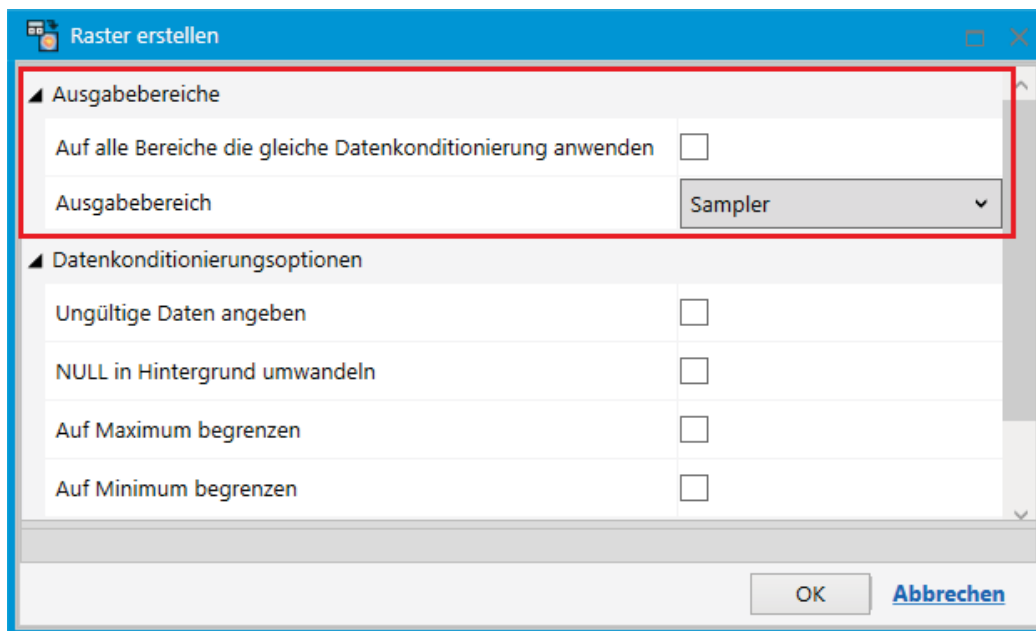 Raster erstellen
Ausgabebereiche
Auf alle Bereiche die gleiche Datenkonditionierung anwenden
Ausgabebereich Sampler
Datenkonditionierungsoptionen
Ungültige Daten angeben
NULL in Hintergrund umwandeln
Auf Maximum begrenzen
Auf Minimum begrenzen
OK Abbrechen